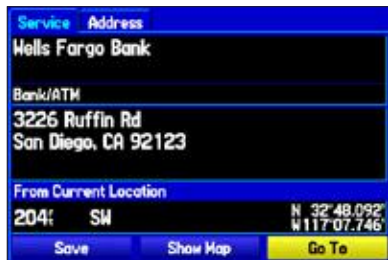 Service Address
Wells Fargo Bank
Bank/ATM
3226 Ruffin Rd
San Diego, CA 92123
From Current Location
SW N 32°48.092'
W117°07.746'
Save Show Map Go To